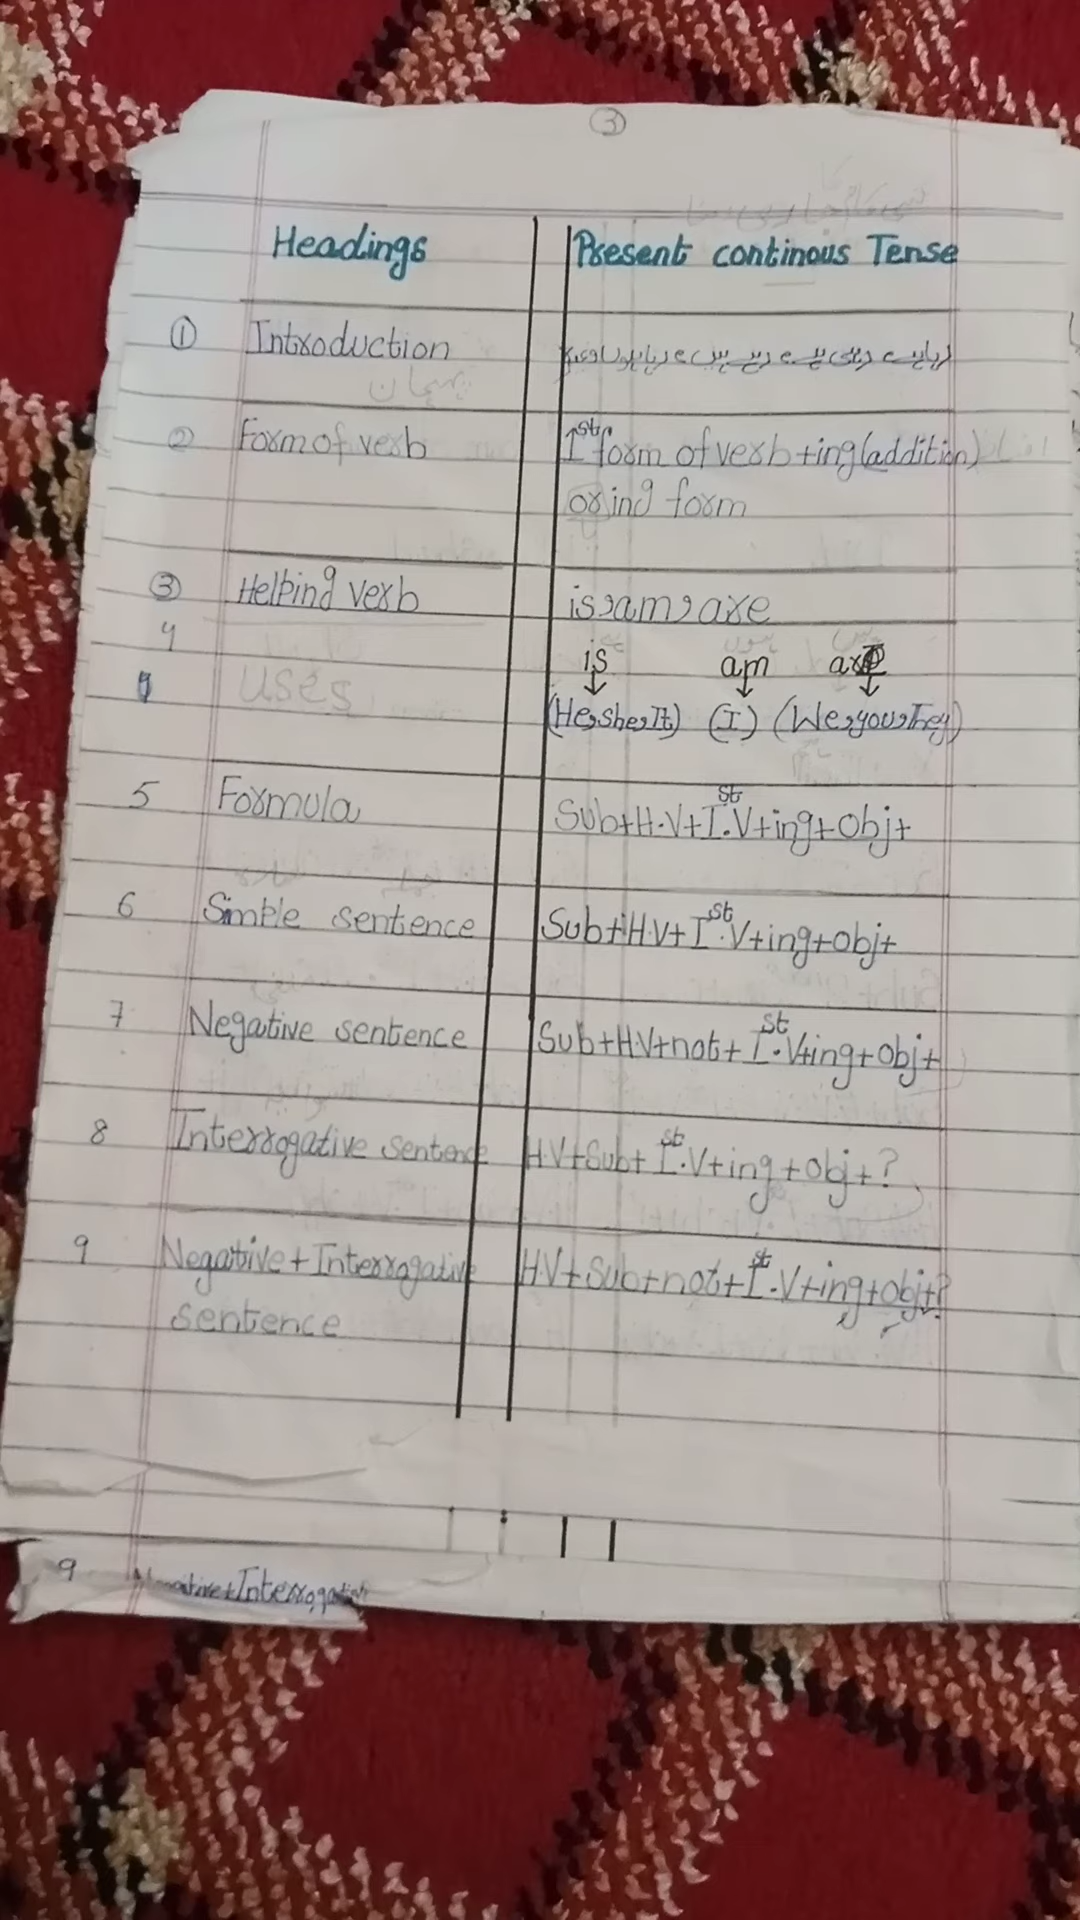 3
Headings Present continous Tense
1 Introduction رہا ہے، رہی ہے، رہے ہیں، رہا ہوں وغیرہ
پہچان
2 Form of verb Ist form of verb+ing(addition)
or ing form
3 Helping verb is, am, are
4 is am are
USES (He, she, It) (I) (We, you, They)
5 Formula Sub+H.V+Ist.V+ing+Obj+
6 Simple sentence Sub+H.V+Ist.V+ing+obj+
7 Negative sentence Sub+H.V+not+Ist.V+ing+obj+
8 Interrogative sentence H.V+Sub+Ist.V+ing+obj+?
9 Negative+Interrogative H.V+Sub+not+Ist.V+ing+obj+?
sentence
9 Negative+Interrogative